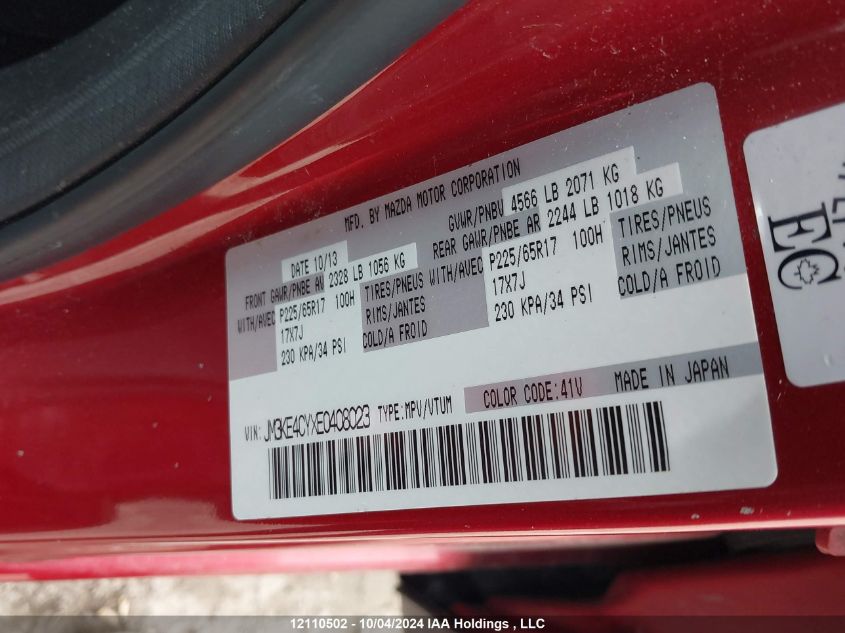 MFD. BY MAZDA MOTOR CORPORATION
DATE 10/13 GVWR/PNBV 4566 LB 2071 KG
FRONT GAWR/PNBE AV 2328 LB 1056 KG REAR GAWR/PNBE AR 2244 LB 1018 KG
WITH/AVEC P225/65R17 100H TIRES/PNEUS WITH/AVEC P225/65R17 100H TIRES/PNEUS
17X7J RIMS/JANTES 17X7J RIMS/JANTES
230 KPA/34 PSI COLD/A FROID 230 KPA/34 PSI COLD/A FROID
VIN: JM3KE4CYXE0408023 TYPE:MPV/VTUM COLOR CODE:41V MADE IN JAPAN
EC
12110502 - 10/04/2024 IAA Holdings , LLC